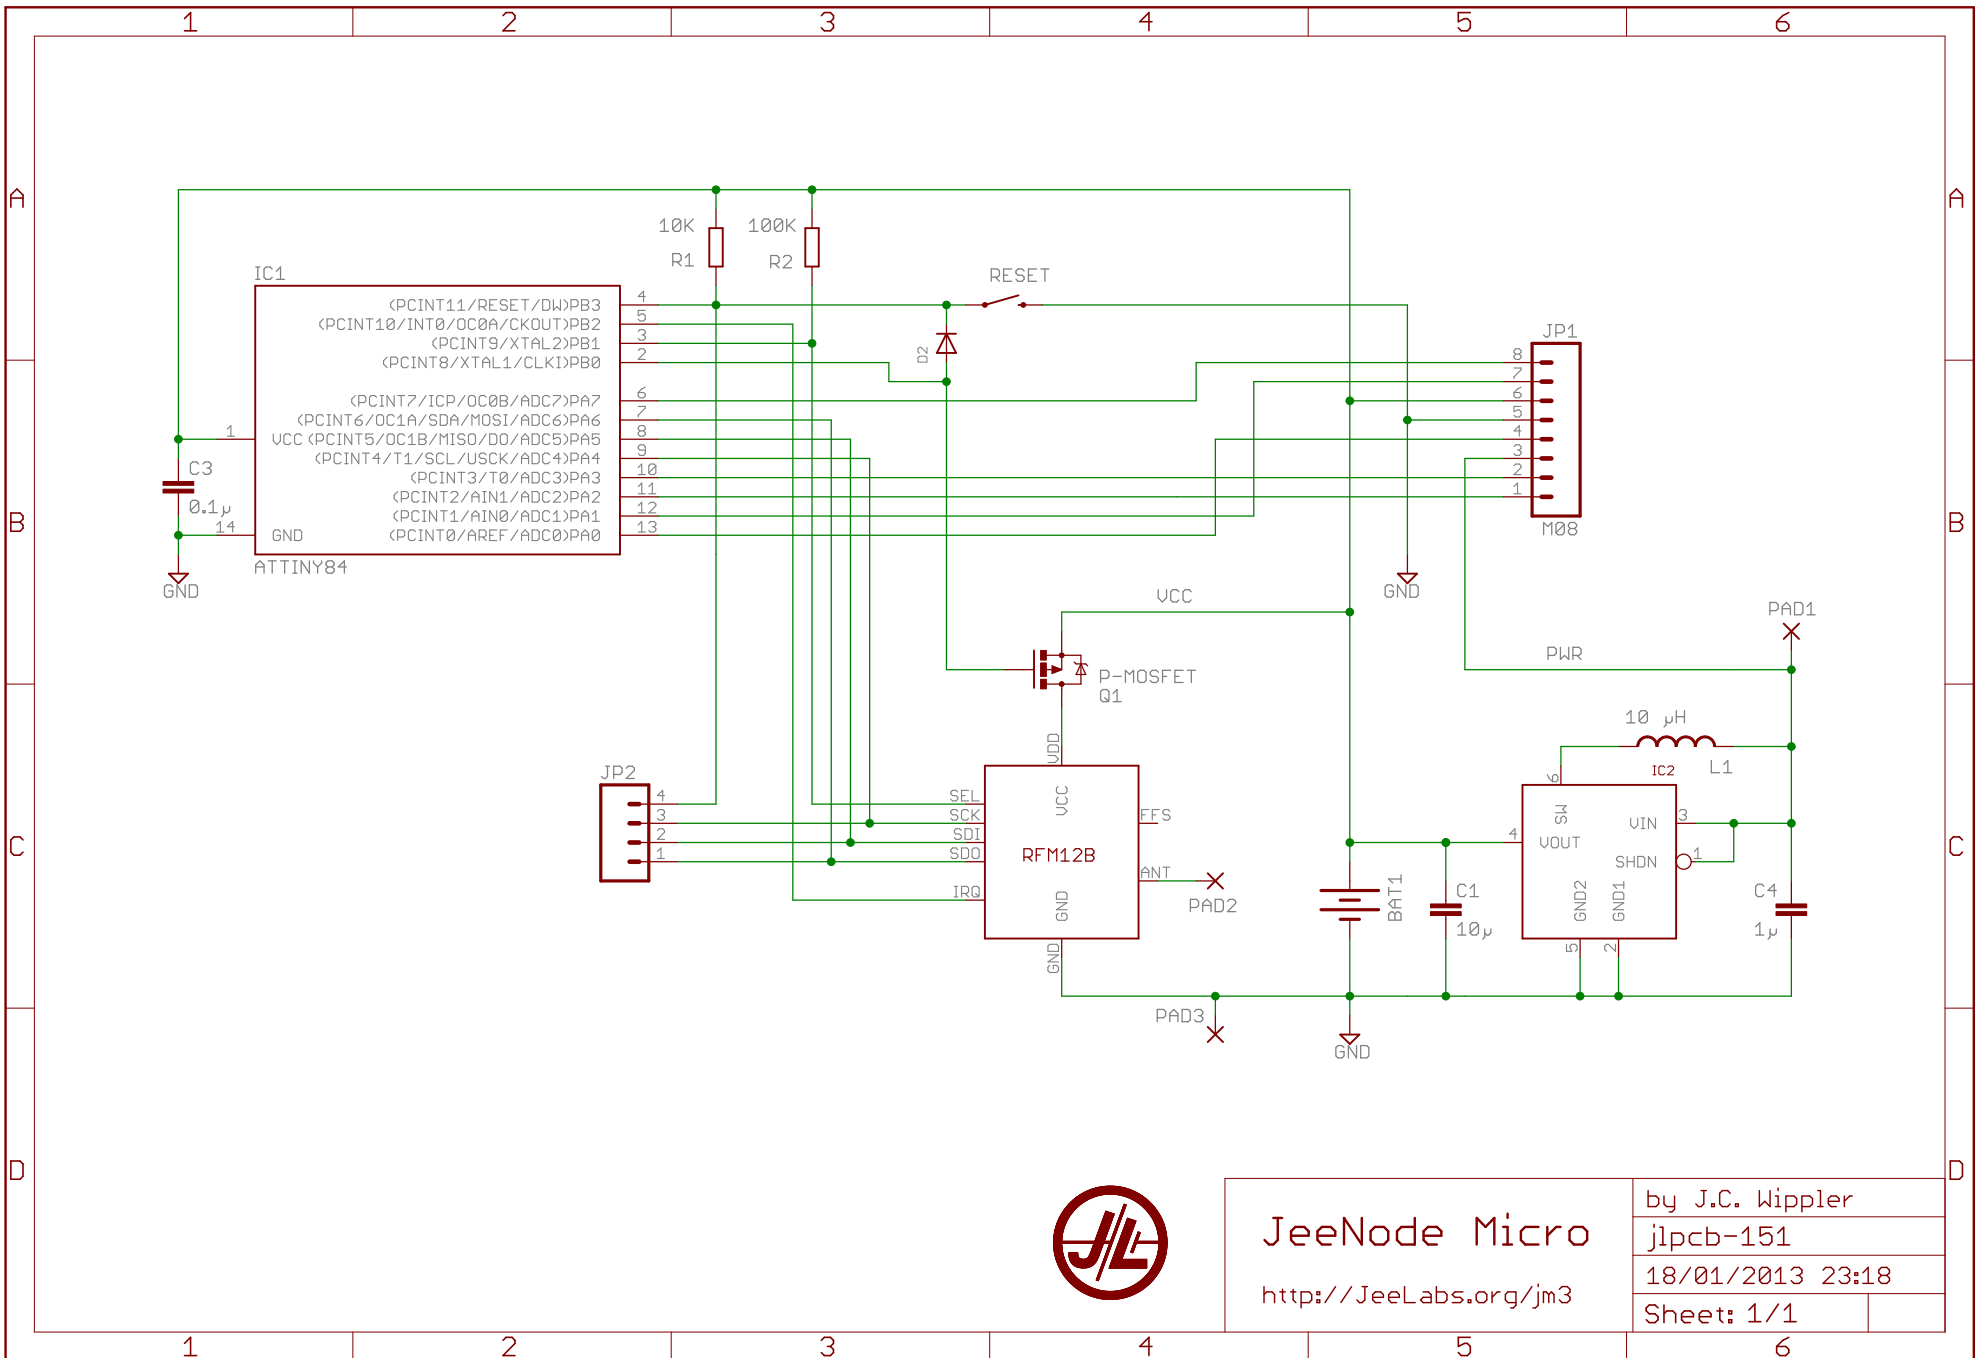 1 2 3 4 5 6
A A
10K 100K
R1 R2
IC1 RESET
(PCINT11/RESET/DW)PB3 4
(PCINT10/INT0/OC0A/CKOUT)PB2 5
(PCINT9/XTAL2)PB1 3
(PCINT8/XTAL1/CLKI)PB0 2
D2
JP1
8
7
6
5
4
3
2
1
M08
(PCINT7/ICP/OC0B/ADC7)PA7 6
(PCINT6/OC1A/SDA/MOSI/ADC6)PA6 7
1 VCC (PCINT5/OC1B/MISO/DO/ADC5)PA5 8
(PCINT4/T1/SCL/USCK/ADC4)PA4 9
C3
(PCINT3/T0/ADC3)PA3 10
(PCINT2/AIN1/ADC2)PA2 11
0.1µ
(PCINT1/AIN0/ADC1)PA1 12
14 GND (PCINT0/AREF/ADC0)PA0 13
B B
ATTINY84
GND GND
VCC
PAD1
PWR
P-MOSFET
Q1
10 µH
L1
IC2
JP2
4
3
2
1
VDD
VCC
SEL
SCK
SDI
SDO
IRQ
FFS
ANT
RFM12B
GND
GND
PAD2
BAT1
C1
10µ
6
SW
4 VOUT
VIN 3
SHDN 1
GND2
GND1
5
2
C4
1µ
C C
PAD3
GND
D D
JL
JeeNode Micro
http://JeeLabs.org/jm3
by J.C. Wippler
jlpcb-151
18/01/2013 23:18
Sheet: 1/1
1 2 3 4 5 6